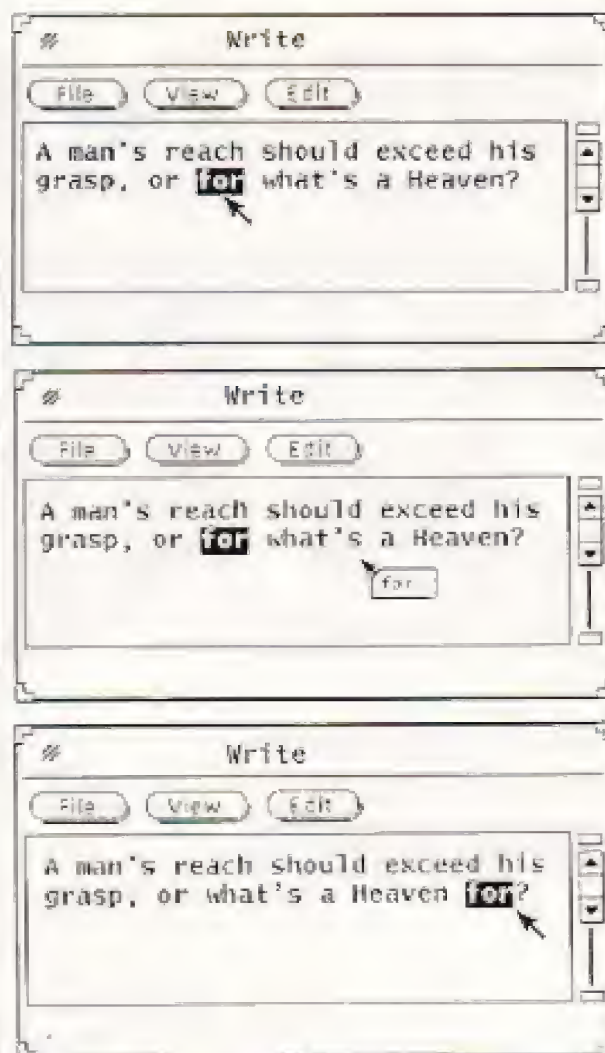 Write
File View Edit
A man's reach should exceed his
grasp, or for what's a Heaven?
Write
File View Edit
A man's reach should exceed his
grasp, or for what's a Heaven?
for
Write
File View Edit
A man's reach should exceed his
grasp, or what's a Heaven for?